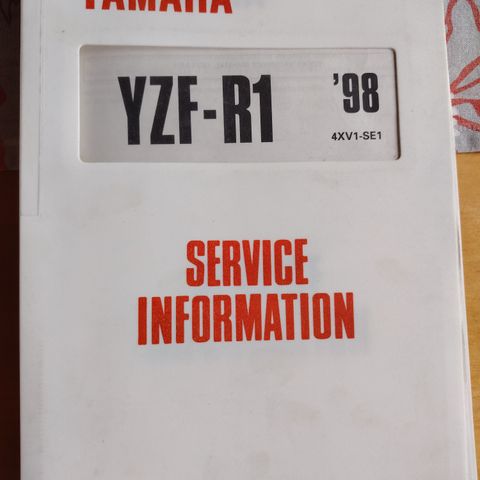 YAMAHA
YZF-R1 '98
4XV1-SE1
SERVICE
INFORMATION